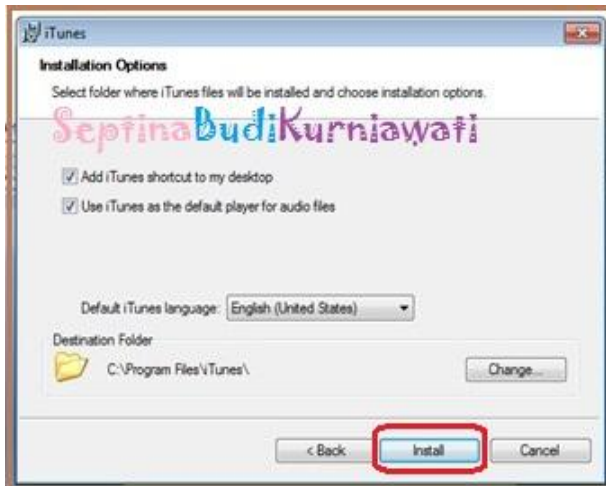 iTunes
Installation Options
Select folder where iTunes files will be installed and choose installation options.
SeptinaBudiKurniawati
Add iTunes shortcut to my desktop
Use iTunes as the default player for audio files
Default iTunes language: English (United States)
Destination Folder
C:\Program Files\iTunes\ Change...
< Back Install Cancel